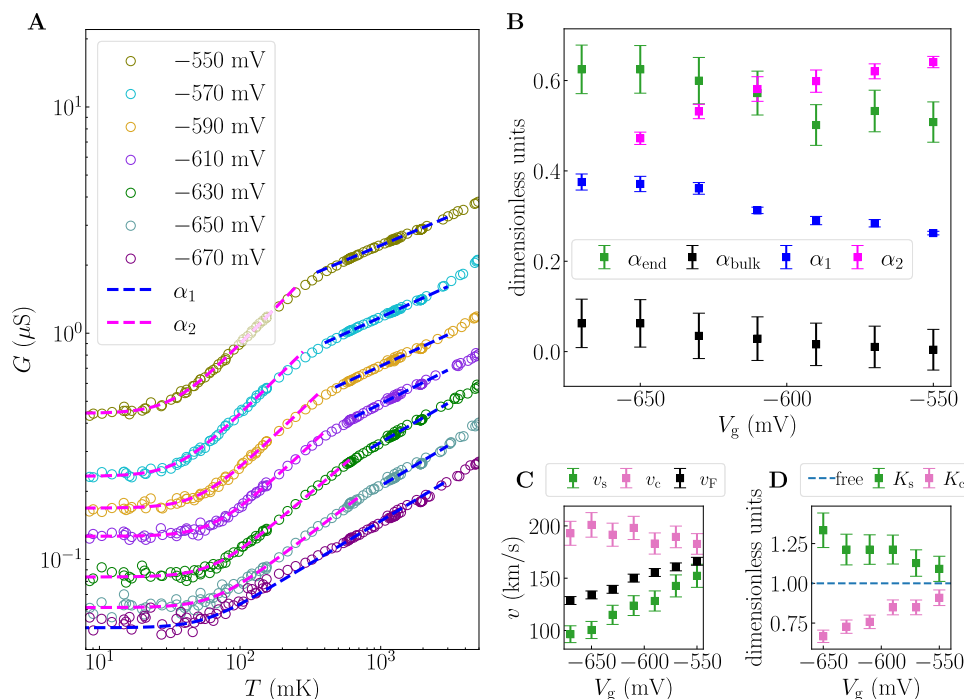 A
−550 mV
−570 mV
−590 mV
−610 mV
−630 mV
−650 mV
−670 mV
α₁
α₂
10¹
10⁰
10⁻¹
G (μS)
10¹ 10² 10³
T (mK)
B
0.6
0.4
0.2
0.0
dimensionless units
α_end α_bulk α₁ α₂
−650 −600 −550
V_g (mV)
C
v_s v_c v_F
200
150
100
v (km/s)
−650 −600 −550
V_g (mV)
D
free K_s K_c
1.25
1.00
0.75
dimensionless units
−650 −600 −550
V_g (mV)